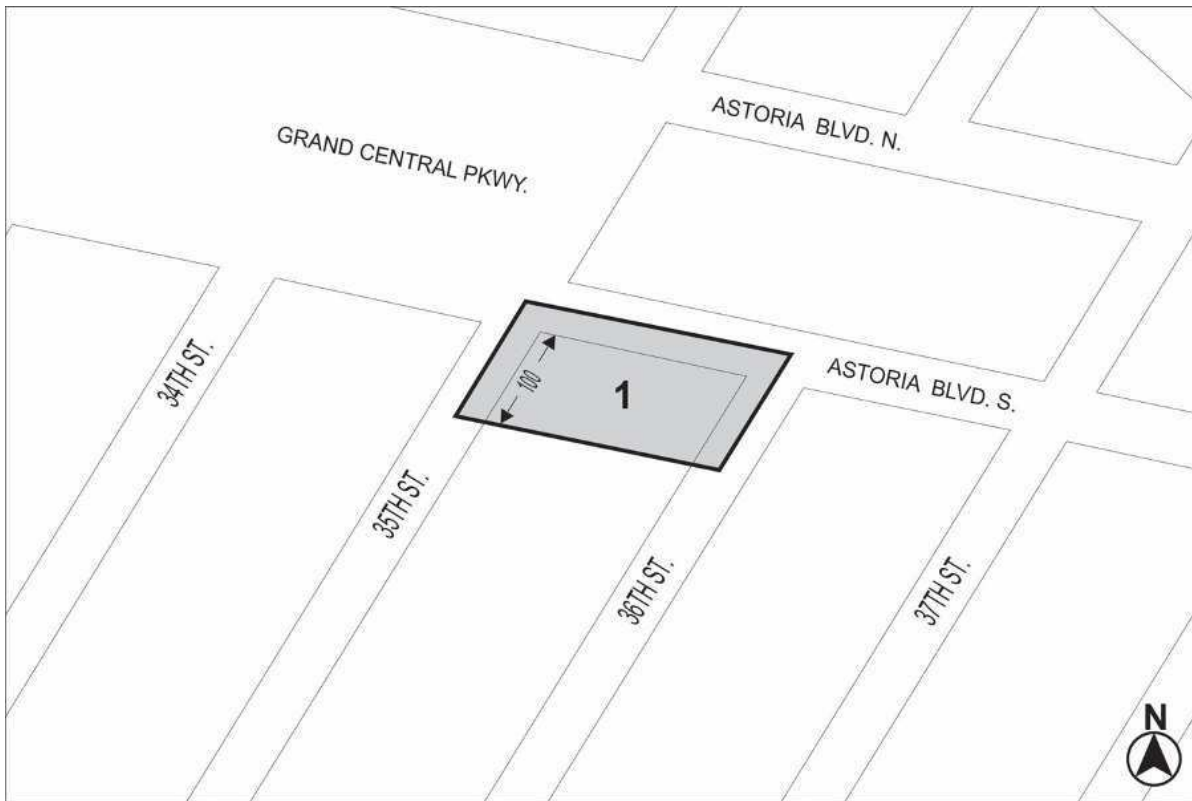 ASTORIA BLVD. N.
GRAND CENTRAL PKWY.
34TH ST.
100
1
ASTORIA BLVD. S.
35TH ST.
36TH ST.
37TH ST.
N